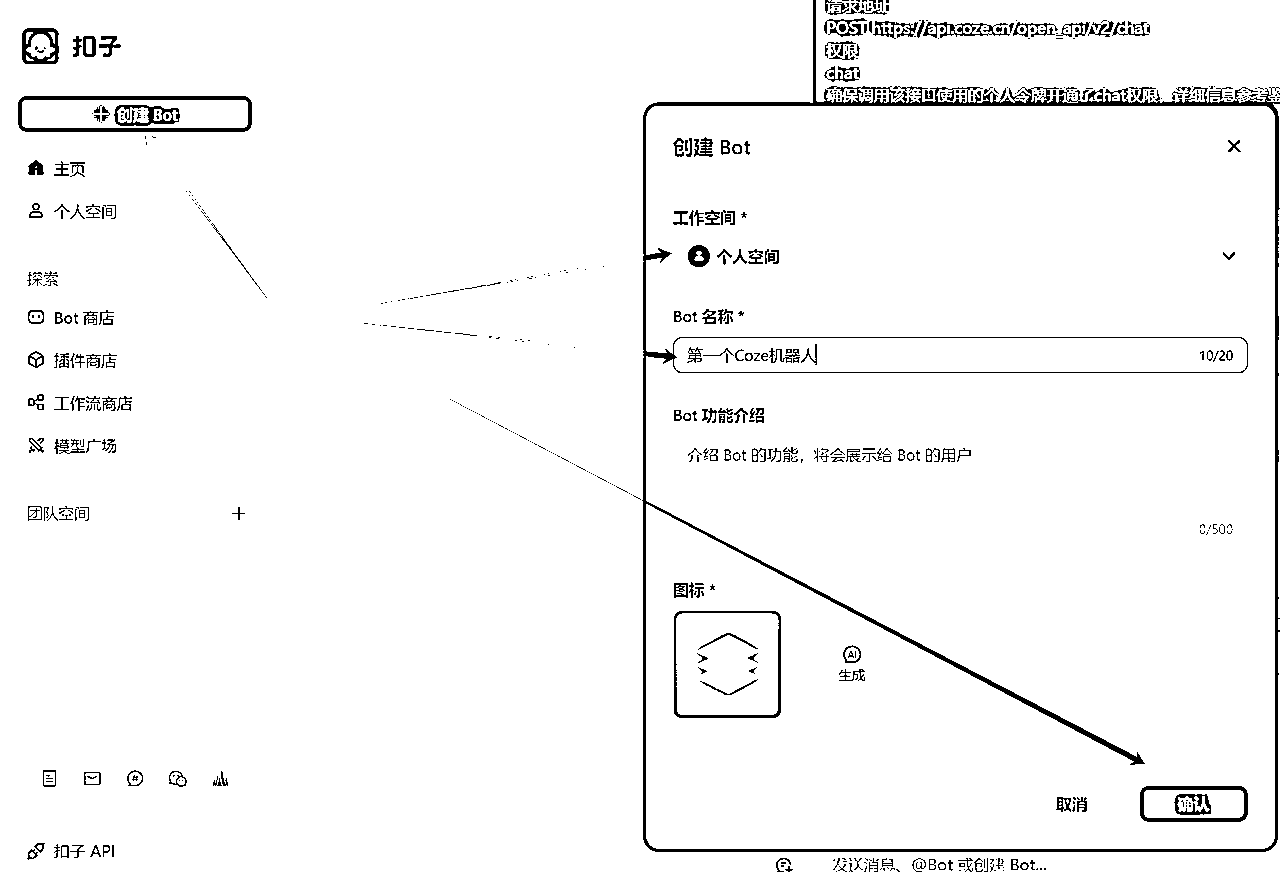 扣子
创建 Bot
主页
个人空间
探索
Bot 商店
插件商店
工作流商店
模型广场
团队空间
扣子 API
请求地址
POST https://api.coze.cn/open_api/v2/chat
权限
chat
确保调用该接口使用的个人令牌开通了chat权限，详细信息参考鉴
创建 Bot
工作空间 *
个人空间
Bot 名称 *
第一个Coze机器人
10/20
Bot 功能介绍
介绍 Bot 的功能，将会展示给 Bot 的用户
0/500
图标 *
AI
生成
取消
确认
发送消息、@Bot 或创建 Bot...